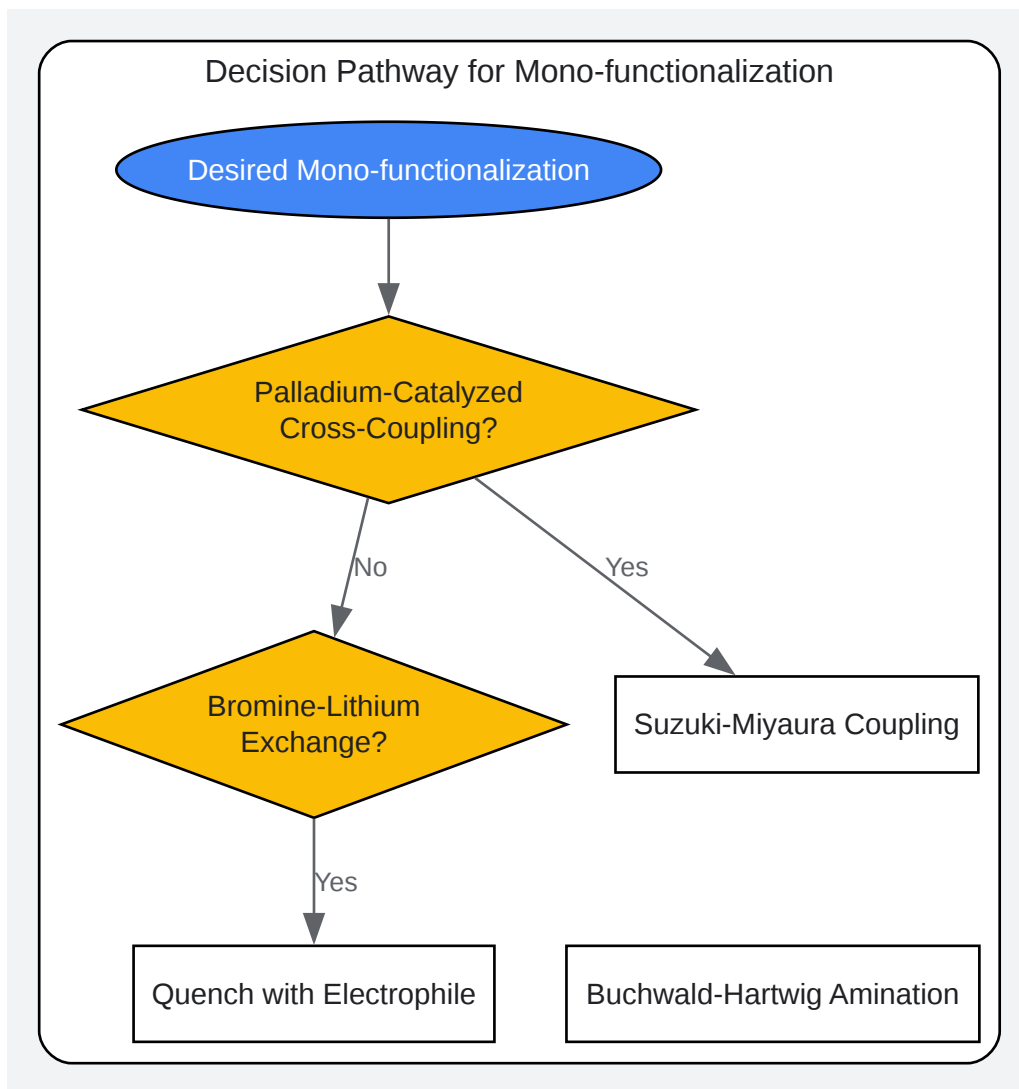 Decision Pathway for Mono-functionalization
Desired Mono-functionalization
Palladium-Catalyzed
Cross-Coupling?
No
Yes
Bromine-Lithium
Exchange?
Suzuki-Miyaura Coupling
Yes
Quench with Electrophile
Buchwald-Hartwig Amination